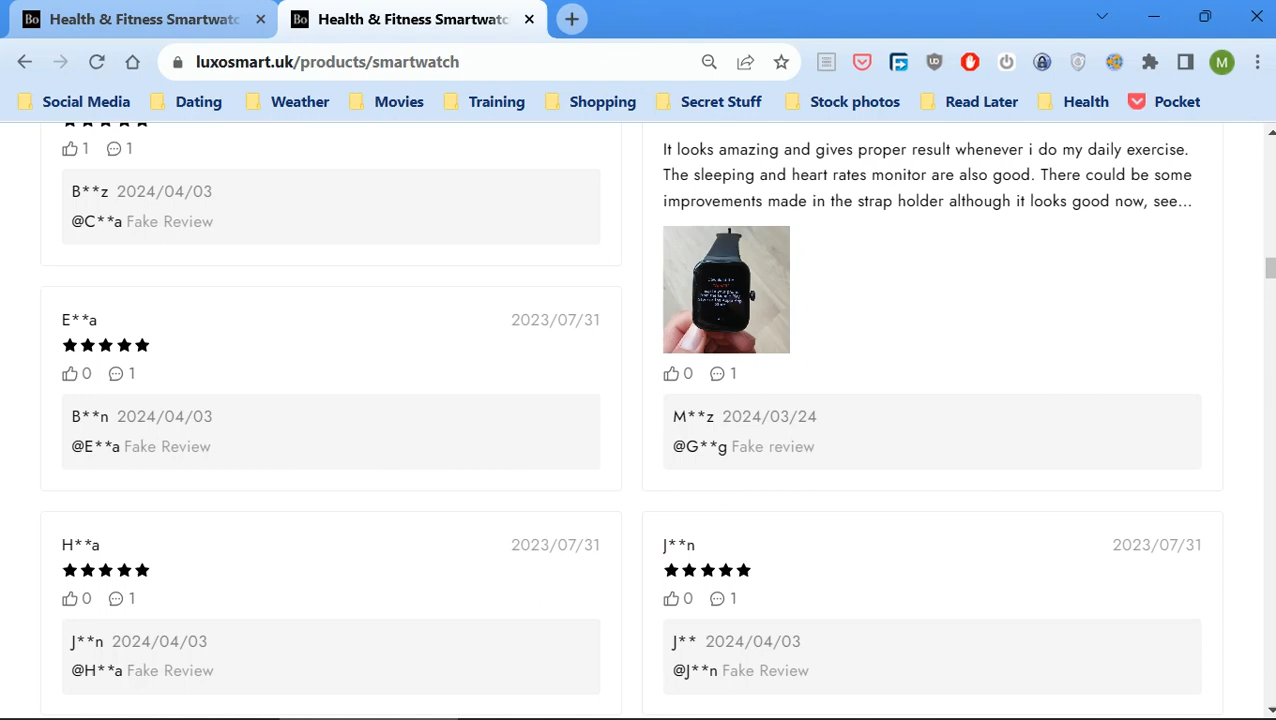 Health & Fitness Smartwatc
Health & Fitness Smartwatc
luxosmart.uk/products/smartwatch
M
Social Media
Dating
Weather
Movies
Training
Shopping
Secret Stuff
Stock photos
Read Later
Health
Pocket
1 1
B**z 2024/04/03
@C**a Fake Review
It looks amazing and gives proper result whenever i do my daily exercise.
The sleeping and heart rates monitor are also good. There could be some
improvements made in the strap holder although it looks good now, see...
0 1
M**z 2024/03/24
@G**g Fake review
E**a 2023/07/31
0 1
B**n 2024/04/03
@E**a Fake Review
H**a 2023/07/31
0 1
J**n 2024/04/03
@H**a Fake Review
J**n 2023/07/31
0 1
J** 2024/04/03
@J**n Fake Review